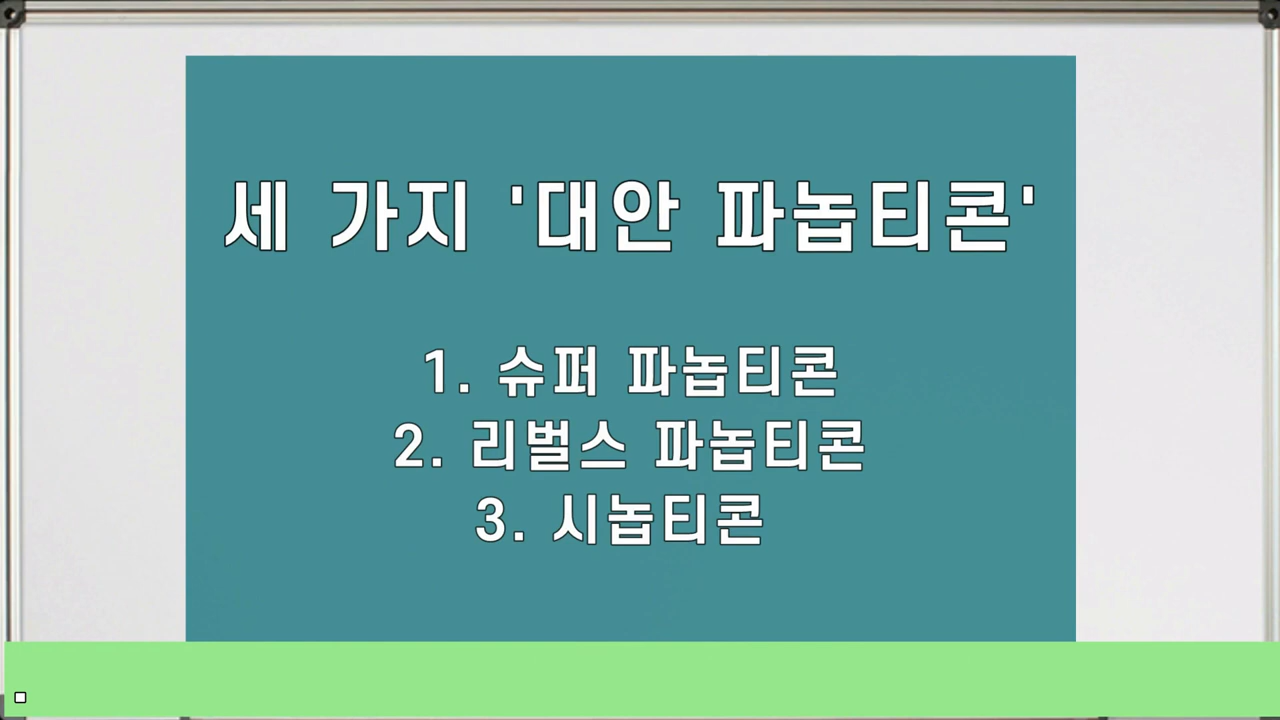 세 가지 '대안 파놉티콘'
1. 슈퍼 파놉티콘
2. 리벌스 파놉티콘
3. 시놉티콘